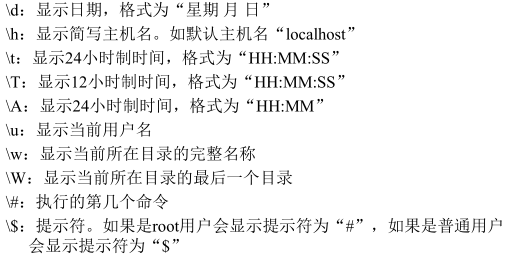 \d：显示日期，格式为“星期 月 日”
\h：显示简写主机名。如默认主机名“localhost”
\t：显示24小时制时间，格式为“HH:MM:SS”
\T：显示12小时制时间，格式为“HH:MM:SS”
\A：显示24小时制时间，格式为“HH:MM”
\u：显示当前用户名
\w：显示当前所在目录的完整名称
\W：显示当前所在目录的最后一个目录
\#：执行的第几个命令
\$：提示符。如果是root用户会显示提示符为“#”，如果是普通用户
会显示提示符为“$”